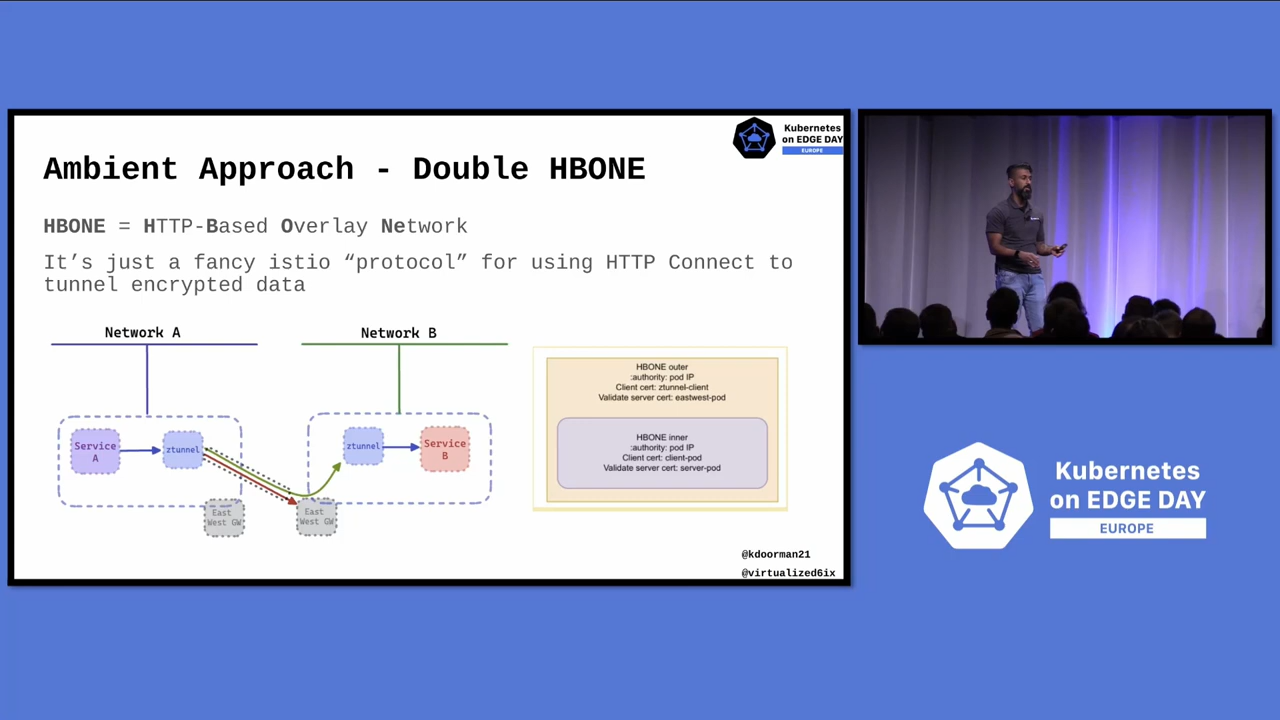 Kubernetes
on EDGE DAY
EUROPE
Ambient Approach - Double HBONE
HBONE = HTTP-Based Overlay Network
It’s just a fancy istio “protocol” for using HTTP Connect to
tunnel encrypted data
Network A
Network B
Service
A
ztunnel
East
West GW
East
West GW
ztunnel
Service
B
HBONE outer
:authority: pod IP
Client cert: ztunnel-client
Validate server cert: eastwest-pod
HBONE inner
:authority: pod IP
Client cert: client-pod
Validate server cert: server-pod
@kdoorman21
@virtualized6ix
Kubernetes
on EDGE DAY
EUROPE